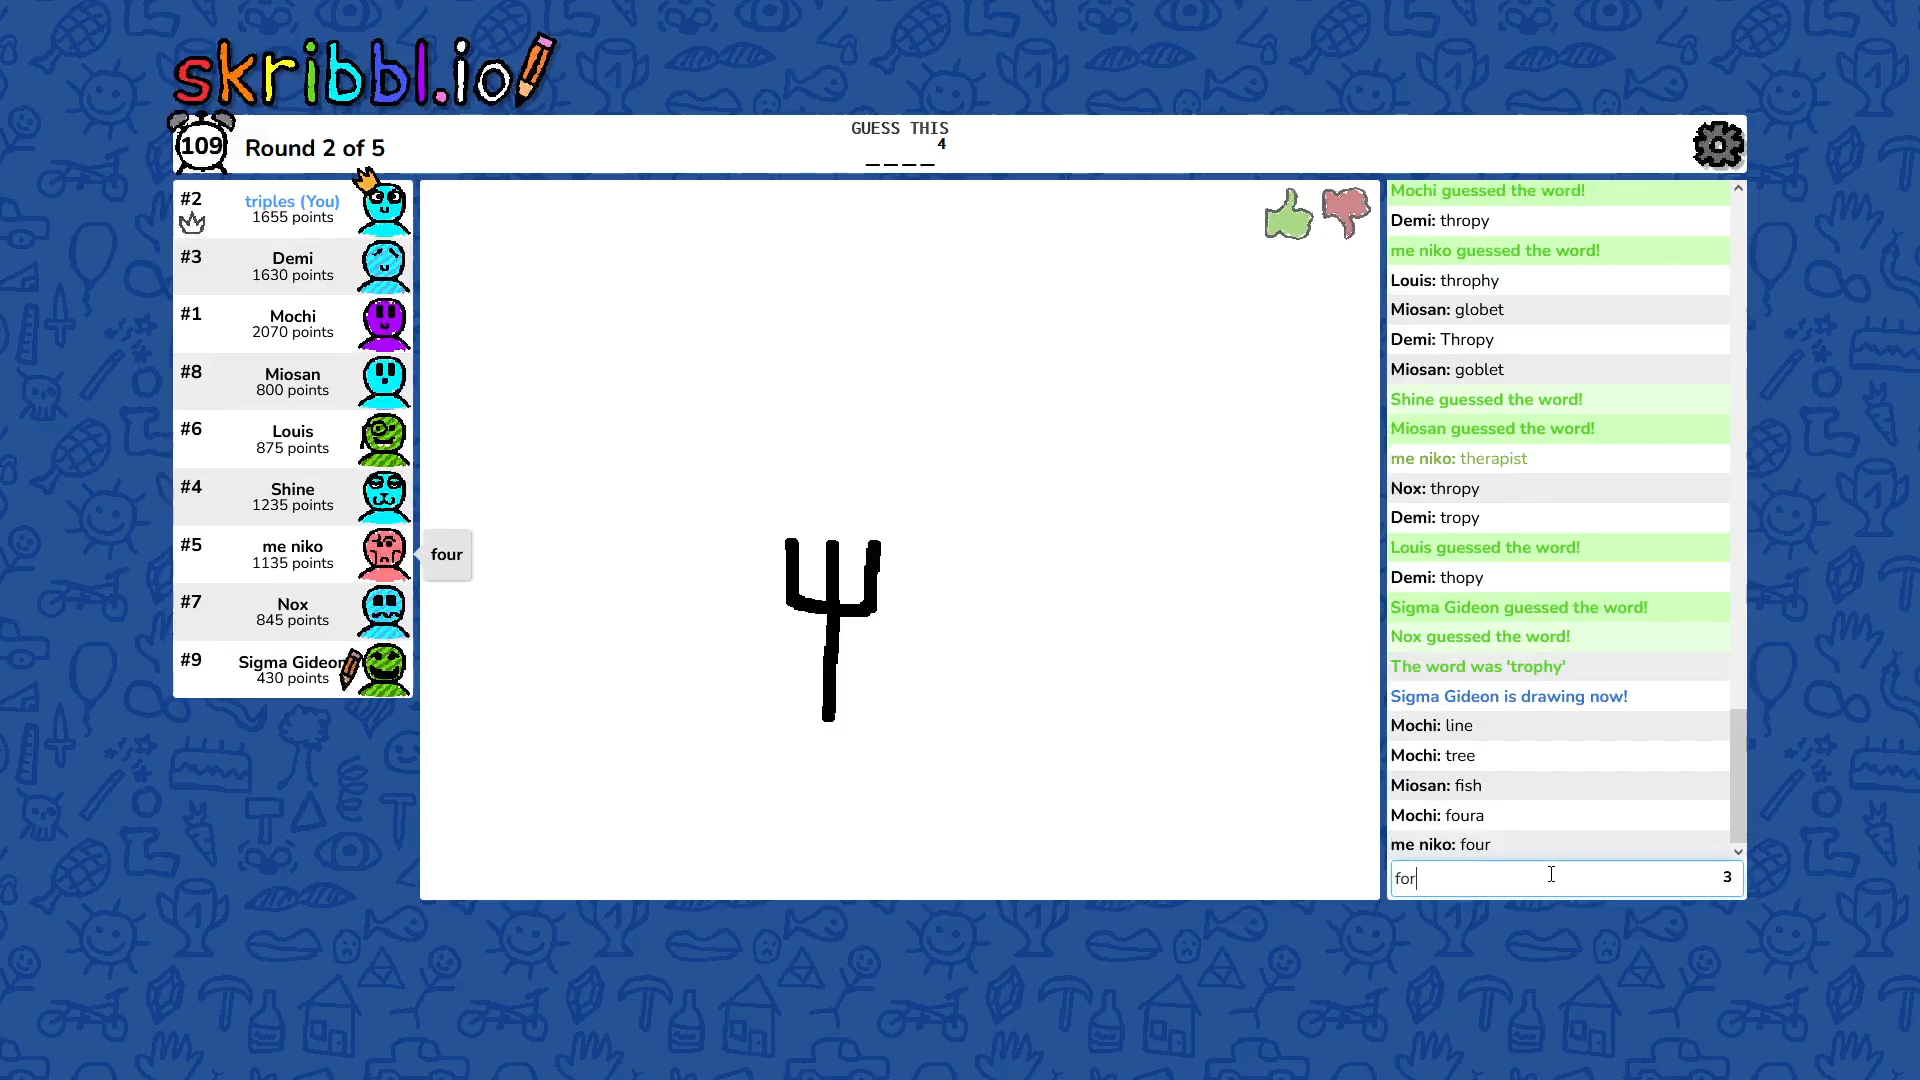 skribbl.io
109
Round 2 of 5
GUESS THIS
4
_ _ _ _
#2
triples (You)
1655 points
#3
Demi
1630 points
#1
Mochi
2070 points
#8
Miosan
800 points
#6
Louis
875 points
#4
Shine
1235 points
#5
me niko
1135 points
four
#7
Nox
845 points
#9
Sigma Gideon
430 points
Mochi guessed the word!
Demi: thropy
me niko guessed the word!
Louis: throphy
Miosan: globet
Demi: Thropy
Miosan: goblet
Shine guessed the word!
Miosan guessed the word!
me niko: therapist
Nox: thropy
Demi: tropy
Louis guessed the word!
Demi: thopy
Sigma Gideon guessed the word!
Nox guessed the word!
The word was 'trophy'
Sigma Gideon is drawing now!
Mochi: line
Mochi: tree
Miosan: fish
Mochi: foura
me niko: four
for
3